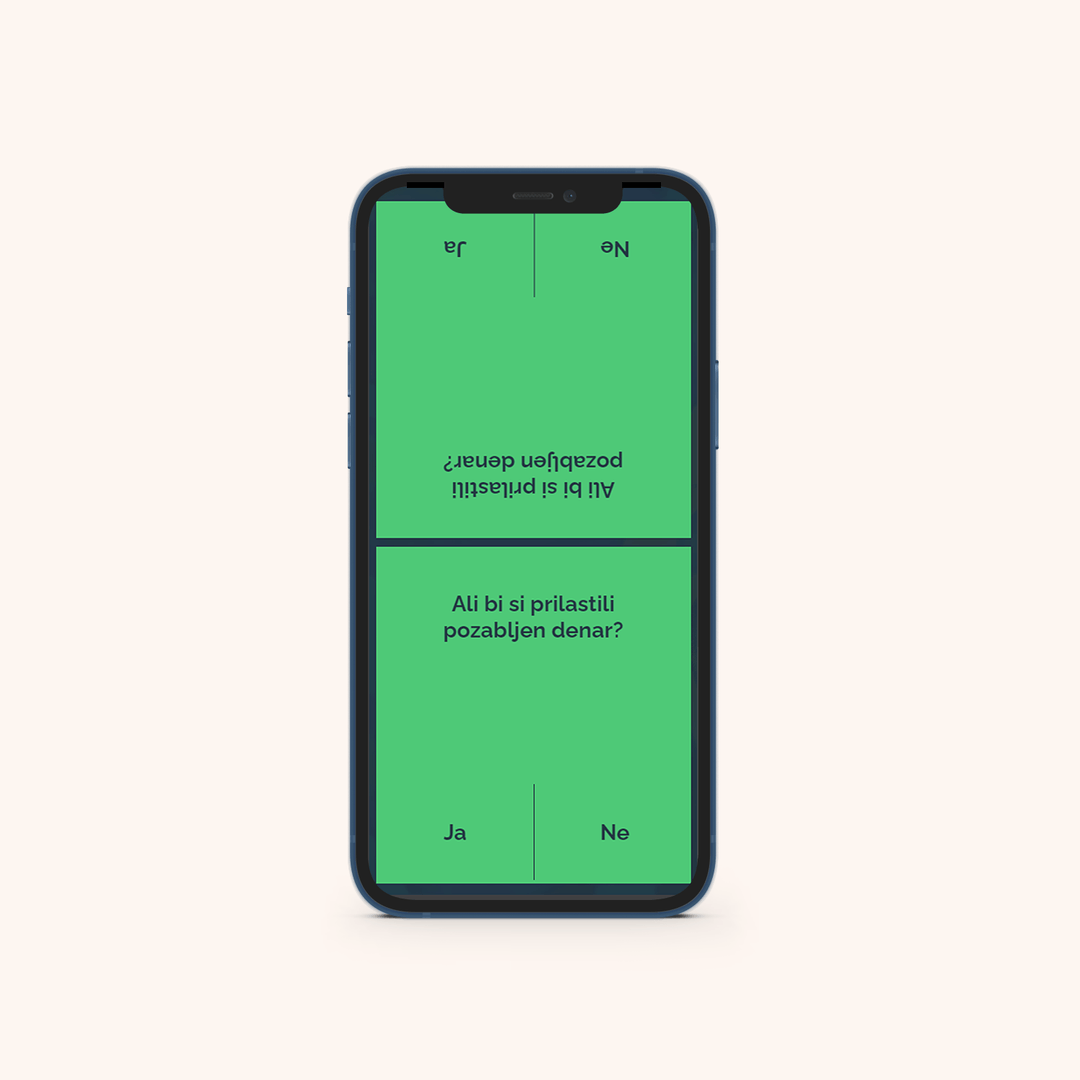 Ja
Ne
Ali bi si prilastili
pozabljen denar?
Ali bi si prilastili
pozabljen denar?
Ja
Ne